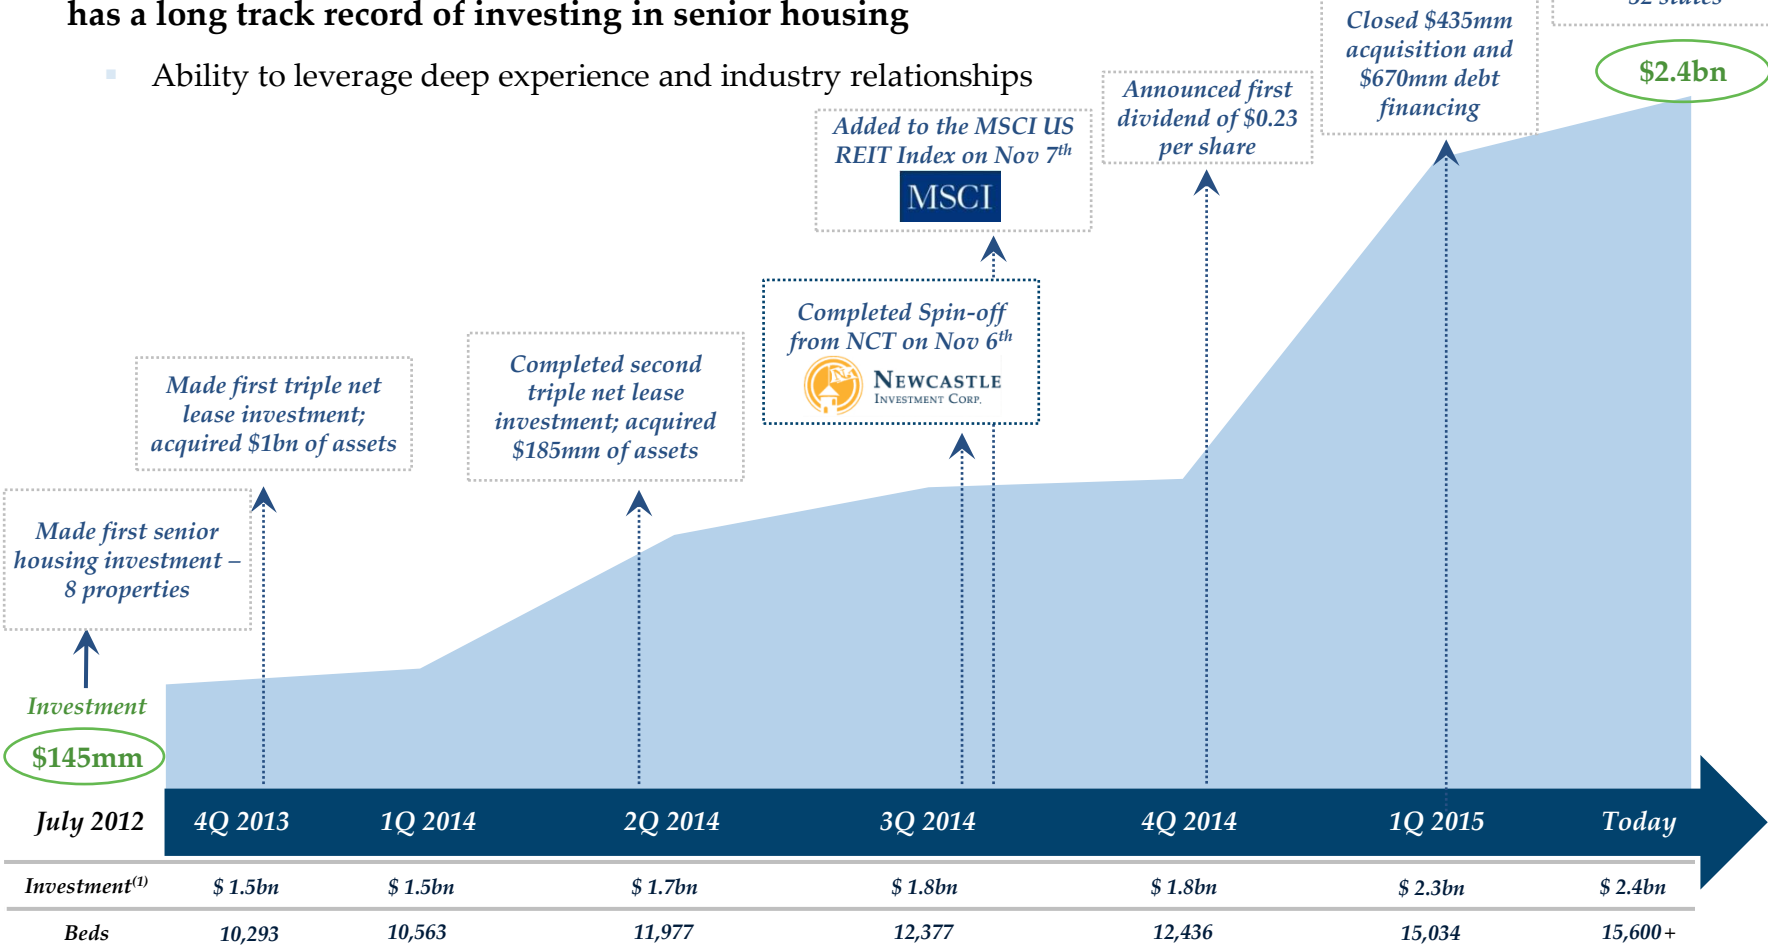 has a long track record of investing in senior housing
Ability to leverage deep experience and industry relationships
32 states
$2.4bn
Closed $435mm
acquisition and
$670mm debt
financing
Announced first
dividend of $0.23
per share
Added to the MSCI US
REIT Index on Nov 7th
MSCI
Completed Spin-off
from NCT on Nov 6th
NEWCASTLE
INVESTMENT CORP.
Completed second
triple net lease
investment; acquired
$185mm of assets
Made first triple net
lease investment;
acquired $1bn of assets
Made first senior
housing investment –
8 properties
Investment
$145mm
July 2012 4Q 2013 1Q 2014 2Q 2014 3Q 2014 4Q 2014 1Q 2015 Today
Investment(1) $ 1.5bn $ 1.5bn $ 1.7bn $ 1.8bn $ 1.8bn $ 2.3bn $ 2.4bn
Beds 10,293 10,563 11,977 12,377 12,436 15,034 15,600+